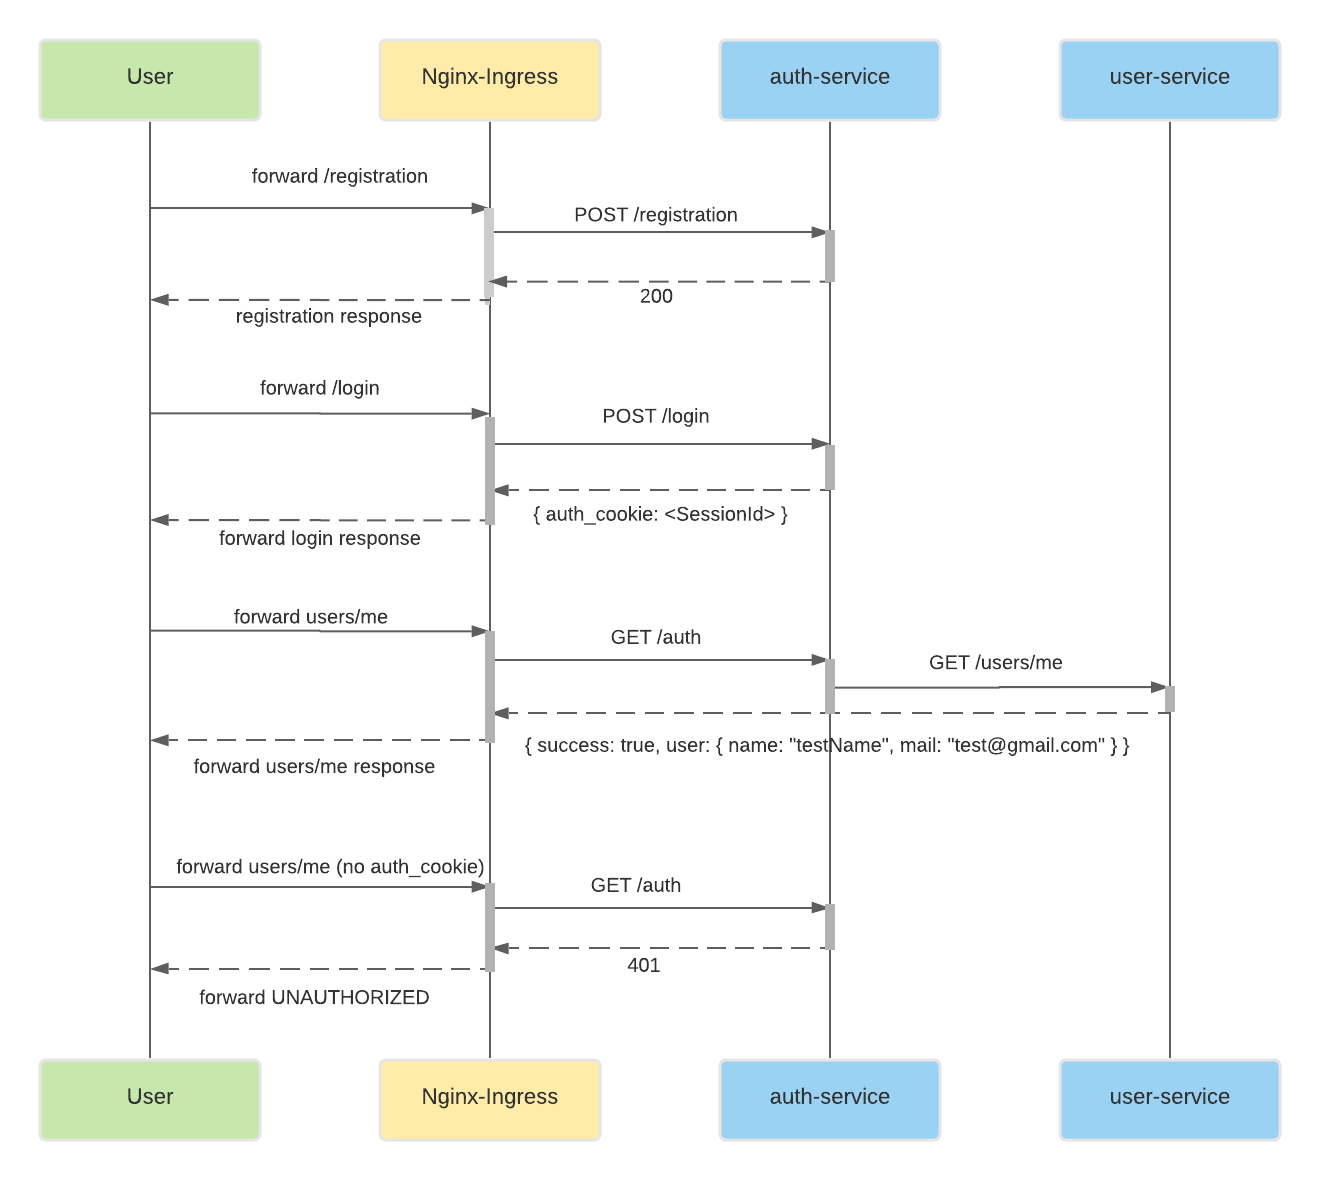 User
Nginx-Ingress
auth-service
user-service
forward /registration
POST /registration
200
registration response
forward /login
POST /login
{ auth_cookie: <SessionId> }
forward login response
forward users/me
GET /auth
GET /users/me
{ success: true, user: { name: "testName", mail: "test@gmail.com" } }
forward users/me response
forward users/me (no auth_cookie)
GET /auth
401
forward UNAUTHORIZED
User
Nginx-Ingress
auth-service
user-service